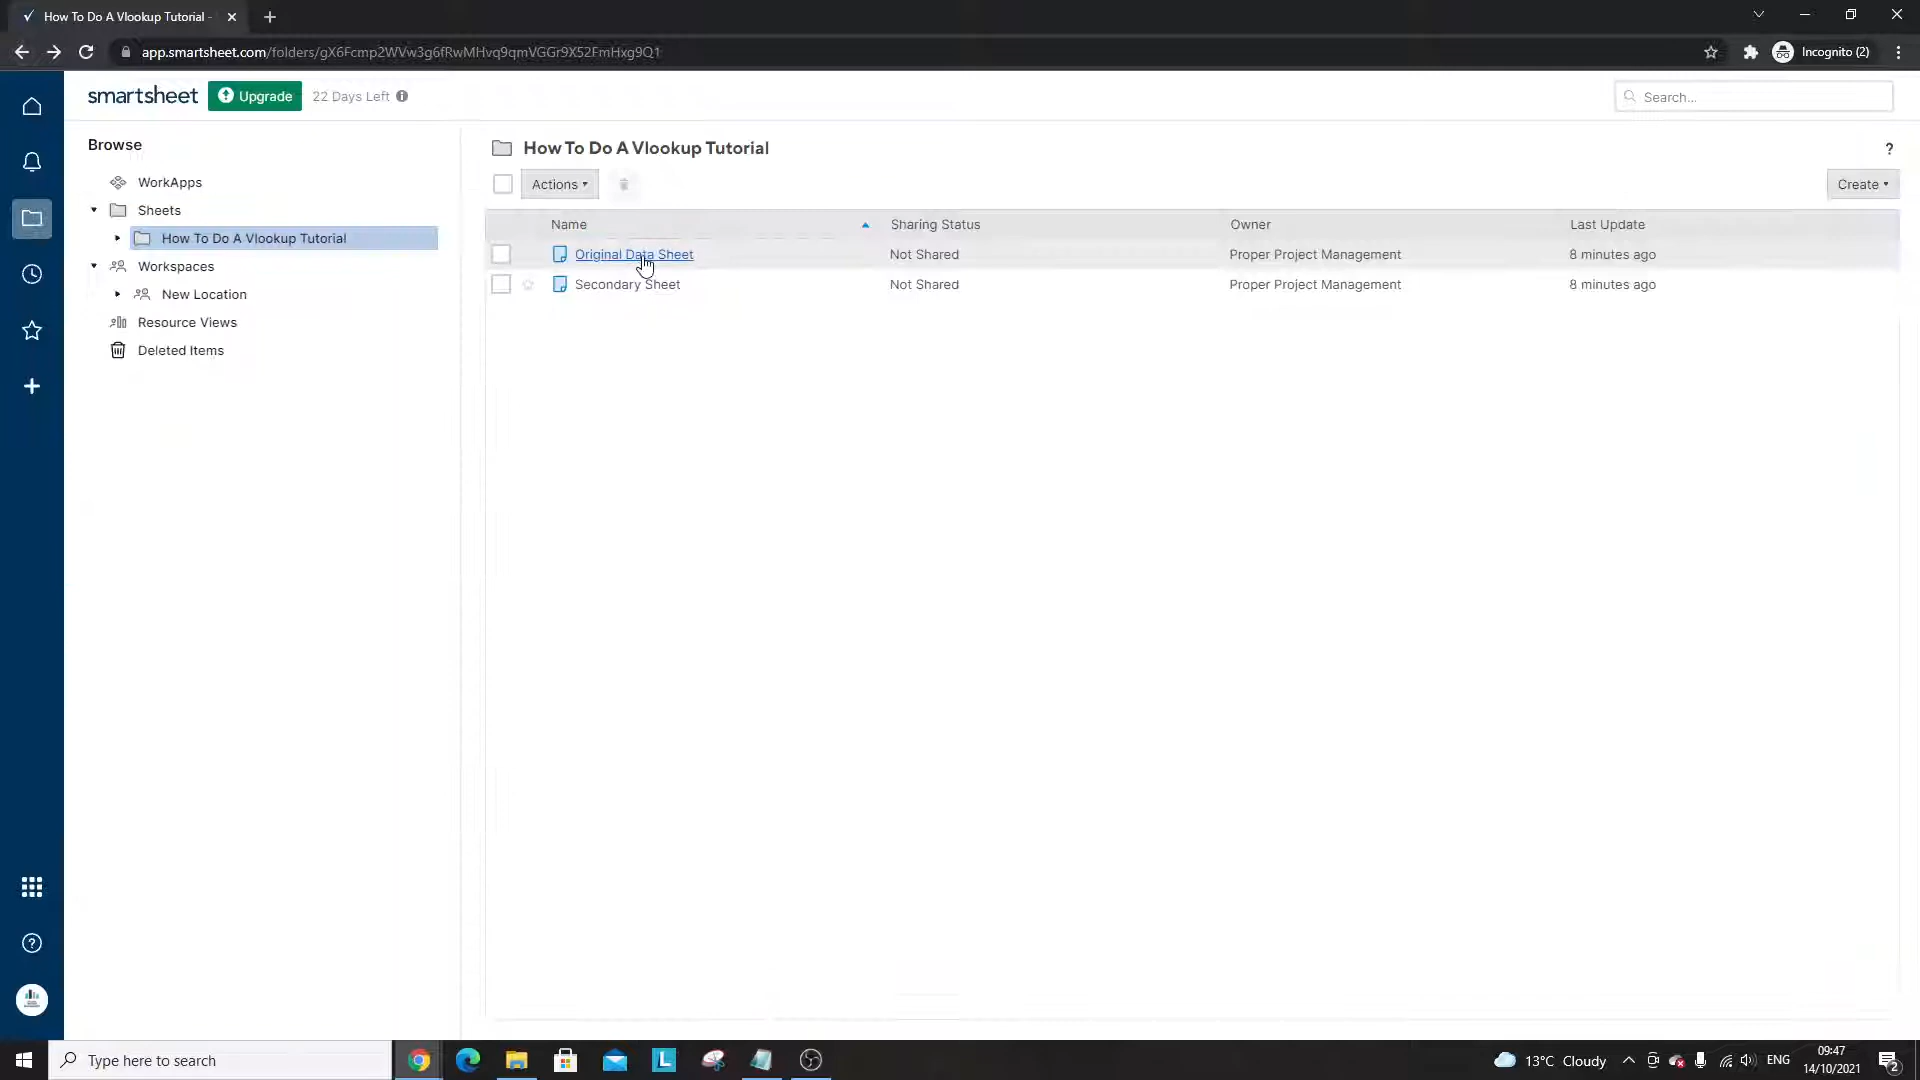 How To Do A Vlookup Tutorial -
app.smartsheet.com/folders/gX6Fcmp2WVw3g6fRwMHvq9qmVGGr9X52FmHxg9Q1
Incognito (2)
smartsheet
Upgrade
22 Days Left
Search...
Browse
WorkApps
Sheets
How To Do A Vlookup Tutorial
Workspaces
New Location
Resource Views
Deleted Items
How To Do A Vlookup Tutorial
?
Actions
Create
Name Sharing Status Owner Last Update
Original Data Sheet Not Shared Proper Project Management 8 minutes ago
Secondary Sheet Not Shared Proper Project Management 8 minutes ago
Type here to search
L
13°C Cloudy
ENG
09:47
14/10/2021
2